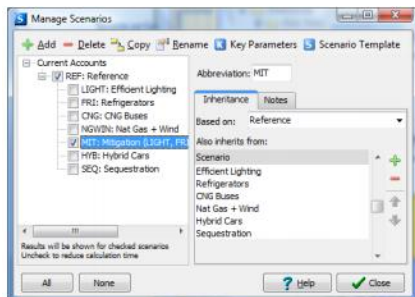 Manage Scenarios
Add Delete Copy Rename Key Parameters Scenario Template
Current Accounts
REF: Reference
LIGHT: Efficient Lighting
FRI: Refrigerators
CNG: CNG Buses
NGWIN: Nat Gas + Wind
MIT: Mitigation (LIGHT, FRI
HYB: Hybrid Cars
SEQ: Sequestration
Results will be shown for checked scenarios
Uncheck to reduce calculation time
Abbreviation: MIT
Inheritance Notes
Based on: Reference
Also inherits from:
Scenario
Efficient Lighting
Refrigerators
CNG Buses
Nat Gas + Wind
Hybrid Cars
Sequestration
All None Help Close